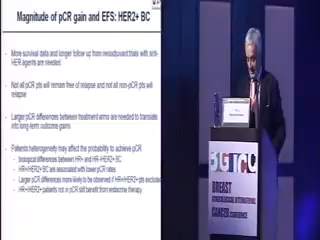 Magnitude of pCR gain and EFS: HER2+ BC
- More survival data and longer follow up from neoadjuvant trials with anti-
HER agents are needed
- Not all pCR pts will remain free of relapse and not all non-pCR pts will
relapse
- Larger pCR differences between treatment arms are needed to translate
into long-term outcome gains
- Patients heterogeneity may affect the probability to achieve pCR
- biological differences between HR+ and HR-/HER2+ BC
- HR+/HER2+ BC are associated with lower pCR rates
- Larger pCR differences more likely to be observed if HR+/HER2+ pts excluded
- HR+/HER2+ patients not in pCR still benefit from endocrine therapy
BGICC
BREAST
GYNECOLOGICAL INTERNATIONAL
CANCER CONFERENCE